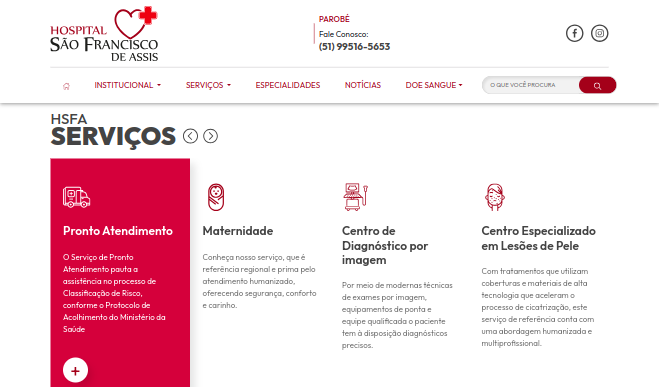 HOSPITAL
SÃO FRANCISCO
DE ASSIS
PAROBÉ
Fale Conosco:
(51) 99516-5653
INSTITUCIONAL
SERVIÇOS
ESPECIALIDADES
NOTÍCIAS
DOE SANGUE
O QUE VOCÊ PROCURA
HSFA
SERVIÇOS
Pronto Atendimento
O Serviço de Pronto
Atendimento pauta a
assistência no processo de
Classificação de Risco,
conforme o Protocolo de
Acolhimento do Ministério da
Saúde
+
Maternidade
Conheça nosso serviço, que é
referência regional e prima pelo
atendimento humanizado,
oferecendo segurança, conforto
e carinho.
Centro de
Diagnóstico por
imagem
Por meio de modernas técnicas
de exames por imagem,
equipamentos de ponta e
equipe qualificada o paciente
tem à disposição diagnósticos
precisos.
Centro Especializado
em Lesões de Pele
Com tratamentos que utilizam
coberturas e materiais de alta
tecnologia que aceleram o
processo de cicatrização, este
serviço de referência conta com
uma abordagem humanizada e
multiprofissional.